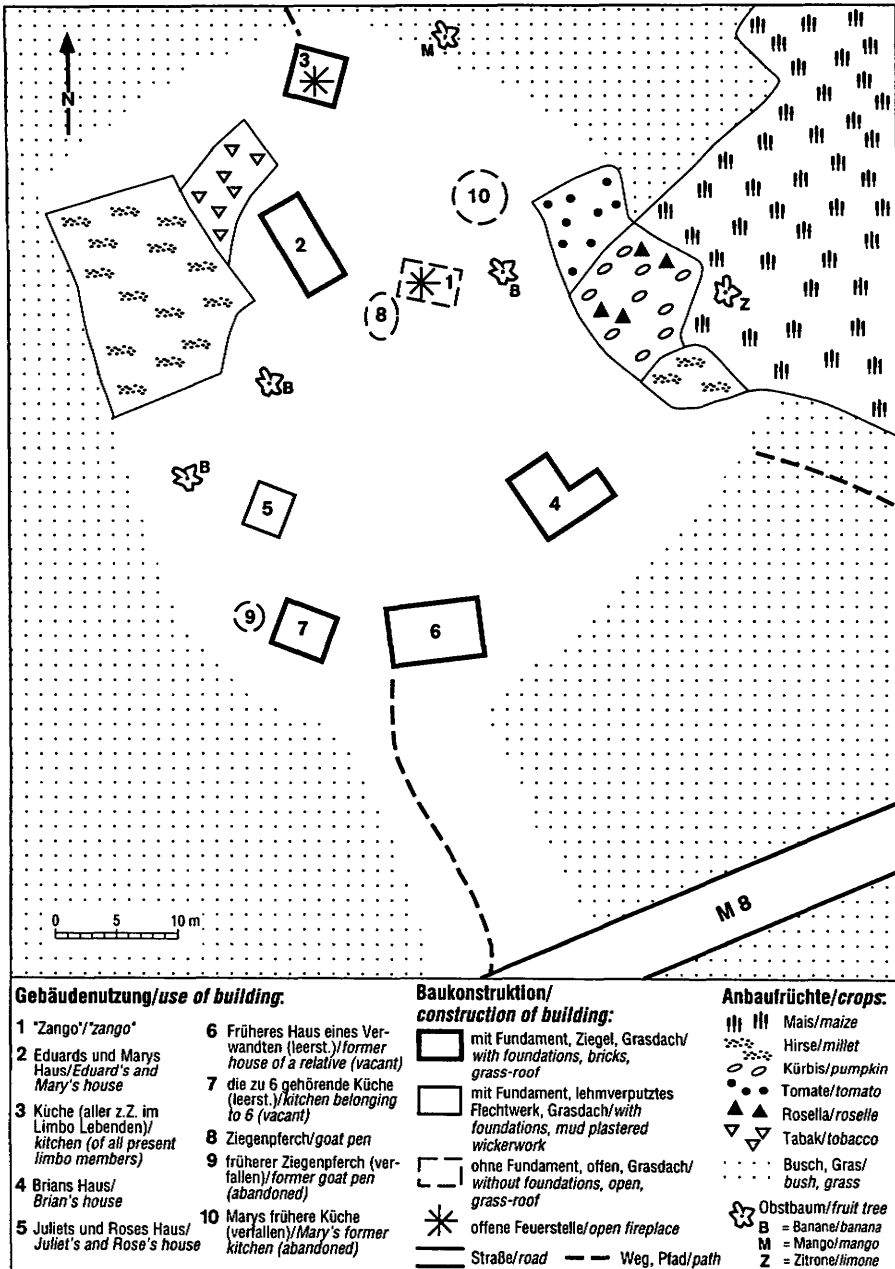 M
3
N
10
2
1
B
8
Z
B
B
5
4
9
7
6
0 5 10 m
M 8
Gebäudenutzung/use of building:
1 "Zango"/"zango"
2 Eduards und Marys
Haus/Eduard's and
Mary's house
3 Küche (aller z.Z. im
Limbo Lebenden)/
kitchen (of all present
limbo members)
4 Brians Haus/
Brian's house
5 Juliets und Roses Haus/
Juliet's and Rose's house
6 Früheres Haus eines Ver-
wandten (leerst.)/former
house of a relative (vacant)
7 die zu 6 gehörende Küche
(leerst.)/kitchen belonging
to 6 (vacant)
8 Ziegenpferch/goat pen
9 früherer Ziegenpferch (ver-
fallen)/former goat pen
(abandoned)
10 Marys frühere Küche
(verfallen)/Mary's former
kitchen (abandoned)
Baukonstruktion/
construction of building:
mit Fundament, Ziegel, Grasdach/
with foundations, bricks,
grass-roof
mit Fundament, lehmverputztes
Flechtwerk, Grasdach/with
foundations, mud plastered
wickerwork
ohne Fundament, offen, Grasdach/
without foundations, open,
grass-roof
offene Feuerstelle/open fireplace
Straße/road
Weg, Pfad/path
Anbaufrüchte/crops:
Mais/maize
Hirse/millet
Kürbis/pumpkin
Tomate/tomato
Rosella/roselle
Tabak/tobacco
Busch, Gras/
bush, grass
Obstbaum/fruit tree
B = Banane/banana
M = Mango/mango
Z = Zitrone/limone